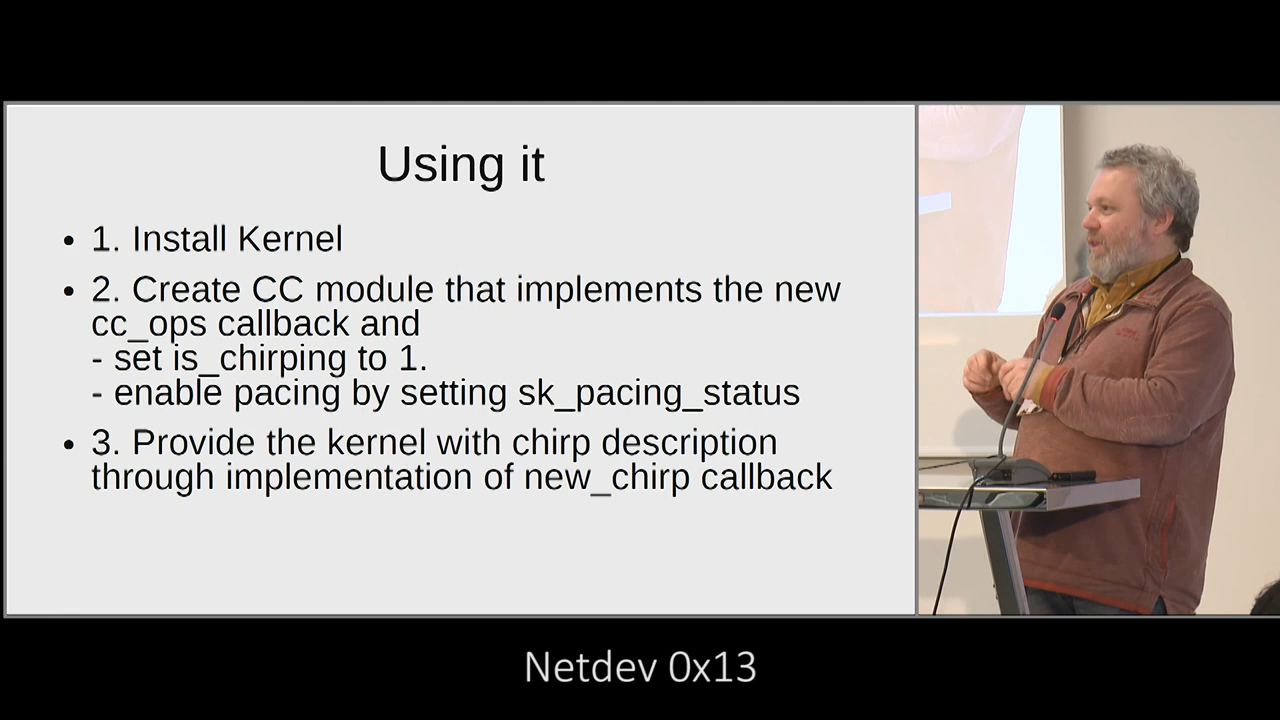 Using it
• 1. Install Kernel
• 2. Create CC module that implements the new
cc_ops callback and
- set is_chirping to 1.
- enable pacing by setting sk_pacing_status
• 3. Provide the kernel with chirp description
through implementation of new_chirp callback
Netdev 0x13